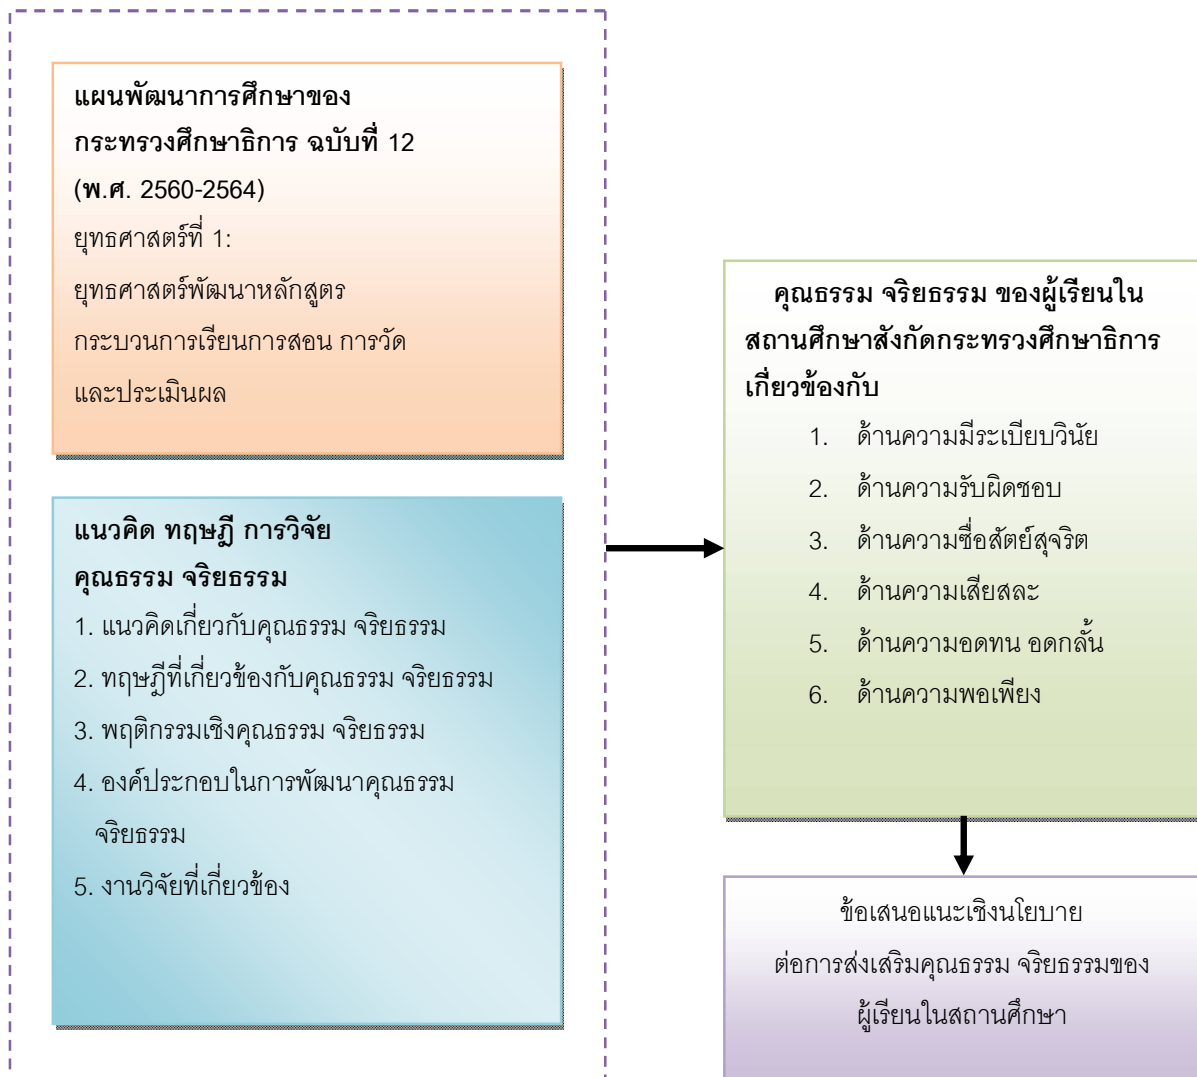 แผนพัฒนาการศึกษาของ
กระทรวงศึกษาธิการ ฉบับที่ 12
(พ.ศ. 2560-2564)
ยุทธศาสตร์ที่ 1:
ยุทธศาสตร์พัฒนาหลักสูตร
กระบวนการเรียนการสอน การวัด
และประเมินผล
แนวคิด ทฤษฎี การวิจัย
คุณธรรม จริยธรรม
1. แนวคิดเกี่ยวกับคุณธรรม จริยธรรม
2. ทฤษฎีที่เกี่ยวข้องกับคุณธรรม จริยธรรม
3. พฤติกรรมเชิงคุณธรรม จริยธรรม
4. องค์ประกอบในการพัฒนาคุณธรรม
จริยธรรม
5. งานวิจัยที่เกี่ยวข้อง
คุณธรรม จริยธรรม ของผู้เรียนใน
สถานศึกษาสังกัดกระทรวงศึกษาธิการ
เกี่ยวข้องกับ
1. ด้านความมีระเบียบวินัย
2. ด้านความรับผิดชอบ
3. ด้านความซื่อสัตย์สุจริต
4. ด้านความเสียสละ
5. ด้านความอดทน อดกลั้น
6. ด้านความพอเพียง
ข้อเสนอแนะเชิงนโยบาย
ต่อการส่งเสริมคุณธรรม จริยธรรมของ
ผู้เรียนในสถานศึกษา